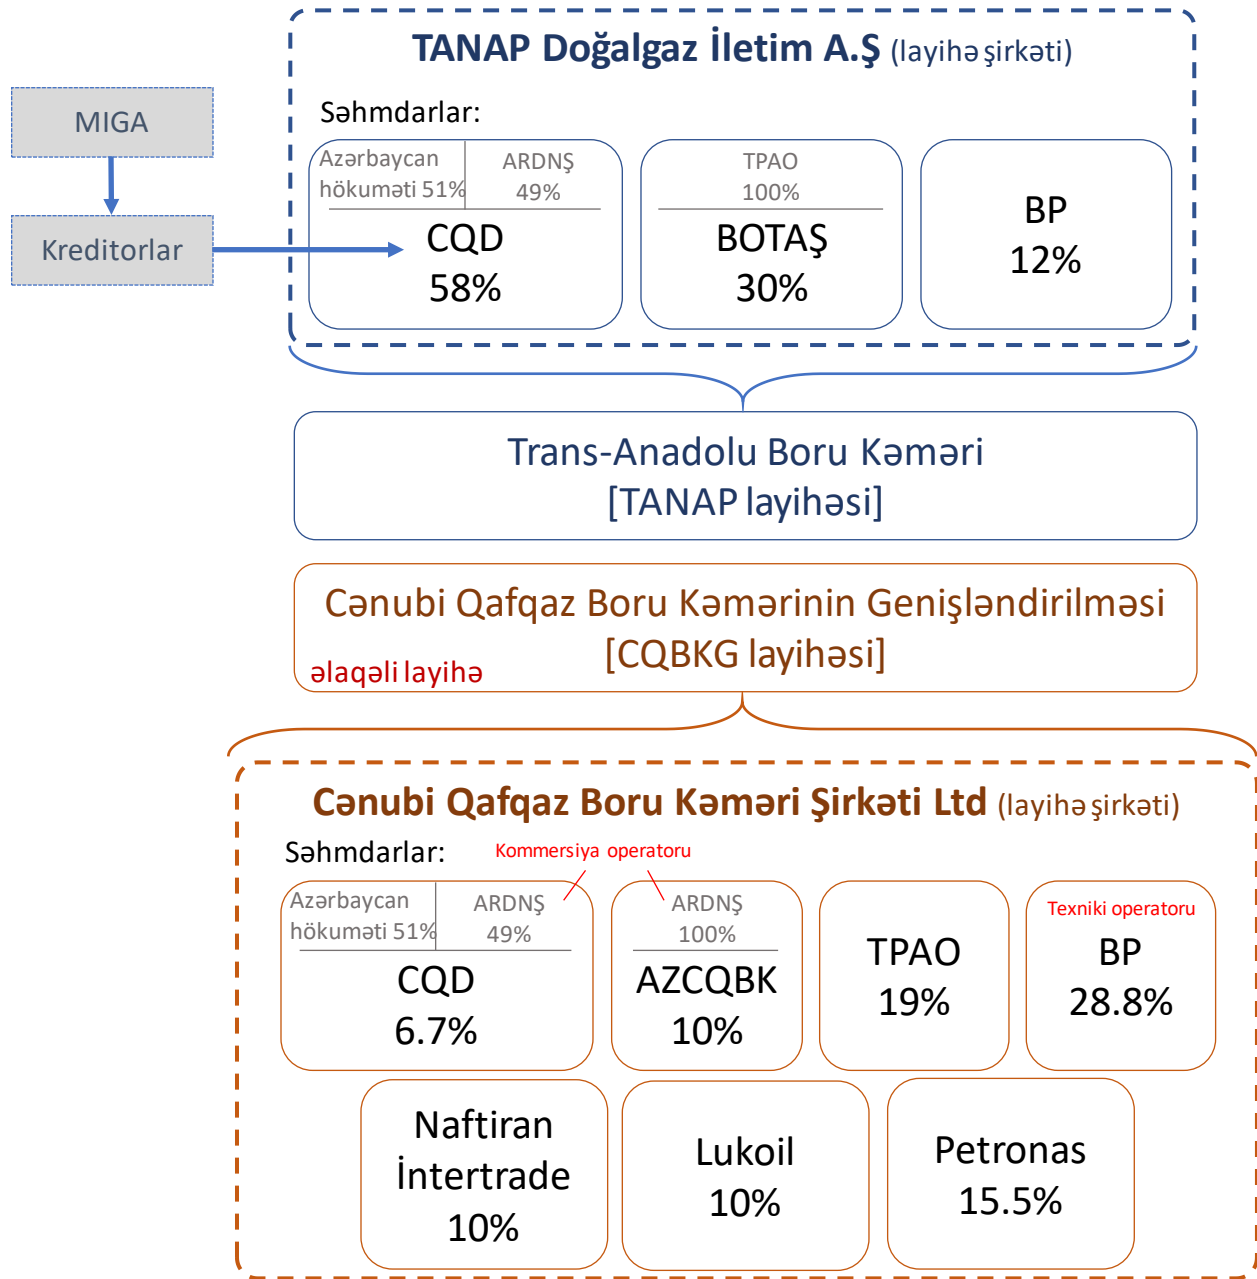 TANAP Doğalgaz İletim A.Ş (layihə şirkəti)
MIGA
Kreditorlar
Səhmdarlar:
Azərbaycan
hökuməti 51%
ARDNŞ
49%
CQD
58%
TPAO
100%
BOTAŞ
30%
BP
12%
Trans-Anadolu Boru Kəməri
[TANAP layihəsi]
Cənubi Qafqaz Boru Kəmərinin Genişləndirilməsi
[CQBKG layihəsi]
əlaqəli layihə
Cənubi Qafqaz Boru Kəməri Şirkəti Ltd (layihə şirkəti)
Səhmdarlar:
Kommersiya operatoru
Azərbaycan
hökuməti 51%
ARDNŞ
49%
CQD
6.7%
ARDNŞ
100%
AZCQBK
10%
TPAO
19%
Texniki operatoru
BP
28.8%
Naftiran
İntertrade
10%
Lukoil
10%
Petronas
15.5%